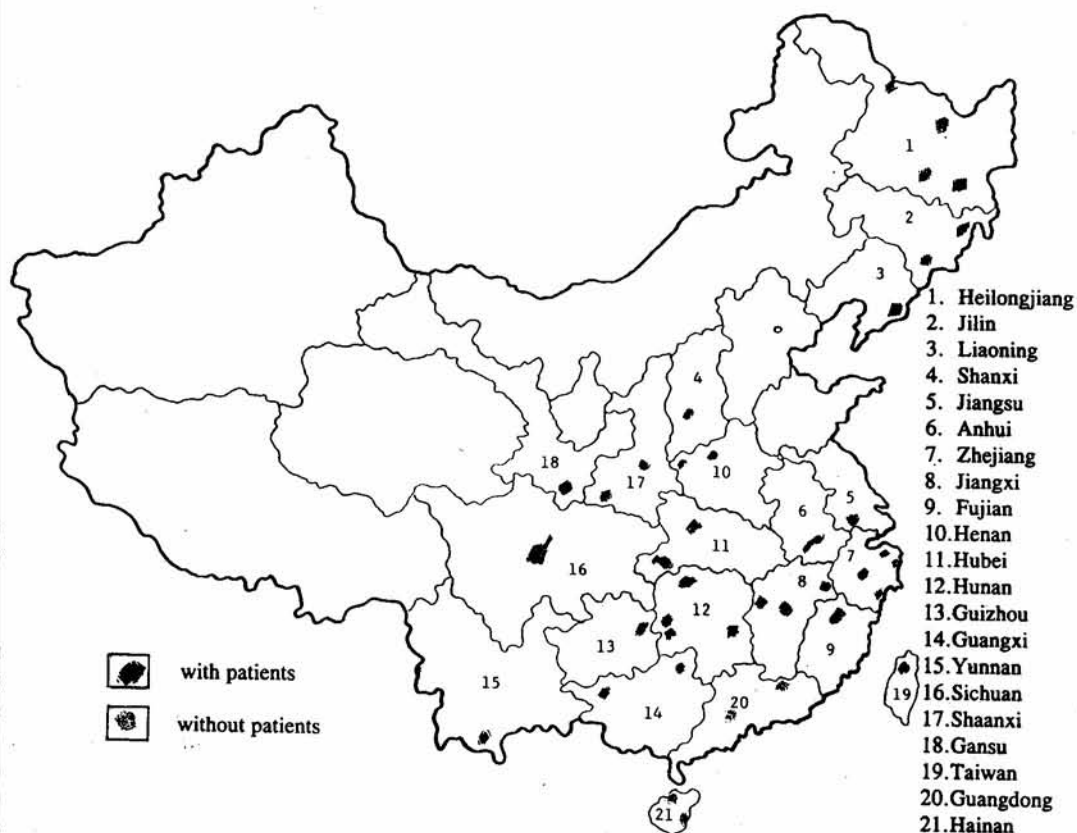 1
2
3
4
18
17
10
5
6
11
7
16
8
12
13
9
15
14
20
19
21
with patients
without patients
1. Heilongjiang
2. Jilin
3. Liaoning
4. Shanxi
5. Jiangsu
6. Anhui
7. Zhejiang
8. Jiangxi
9. Fujian
10.Henan
11.Hubei
12.Hunan
13.Guizhou
14.Guangxi
15.Yunnan
16.Sichuan
17.Shaanxi
18.Gansu
19.Taiwan
20.Guangdong
21.Hainan